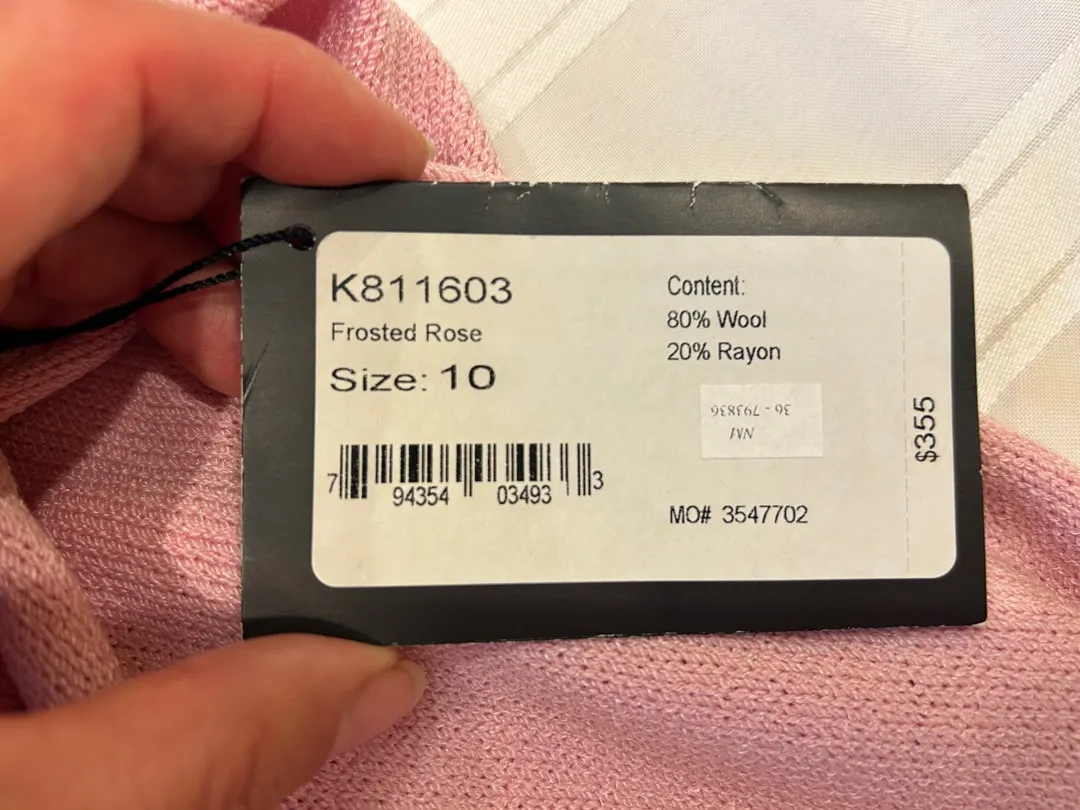 K811603
Frosted Rose
Size: 10
7 94354 03493 3
Content:
80% Wool
20% Rayon
36 - 793836
NM
MO# 3547702
$355